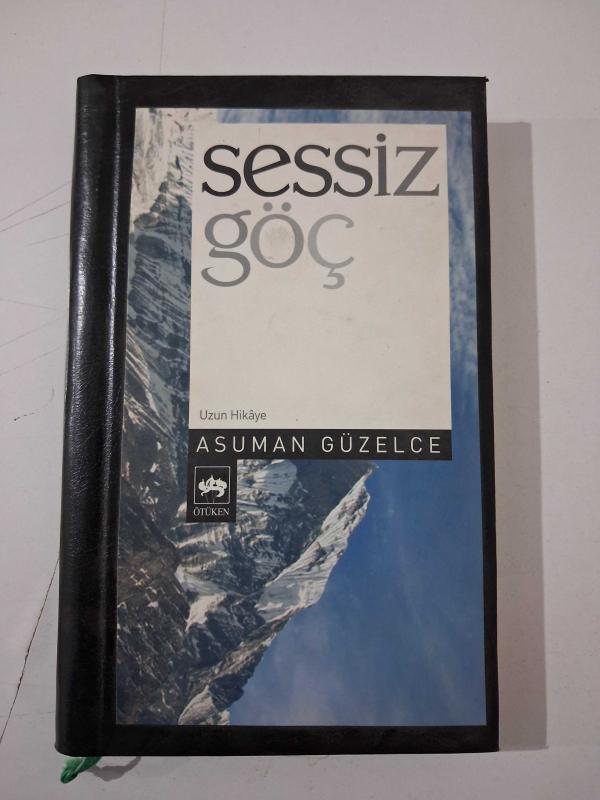 sessiz
göç
Uzun Hikâye
ASUMAN GÜZELCE
ÖTÜKEN